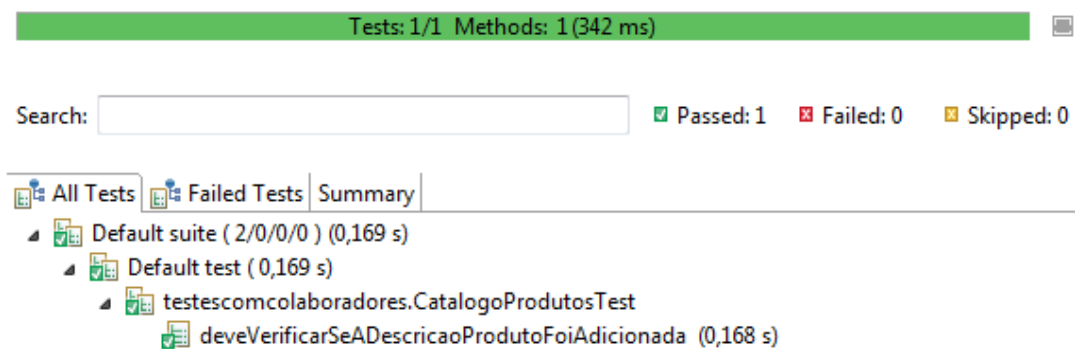 Tests: 1/1 Methods: 1 (342 ms)
Search: Passed: 1 Failed: 0 Skipped: 0
All Tests Failed Tests Summary
Default suite ( 2/0/0/0 ) (0,169 s)
Default test ( 0,169 s)
testescomcolaboradores.CatalogoProdutosTest
deveVerificarSeADescricaoProdutoFoiAdicionada (0,168 s)